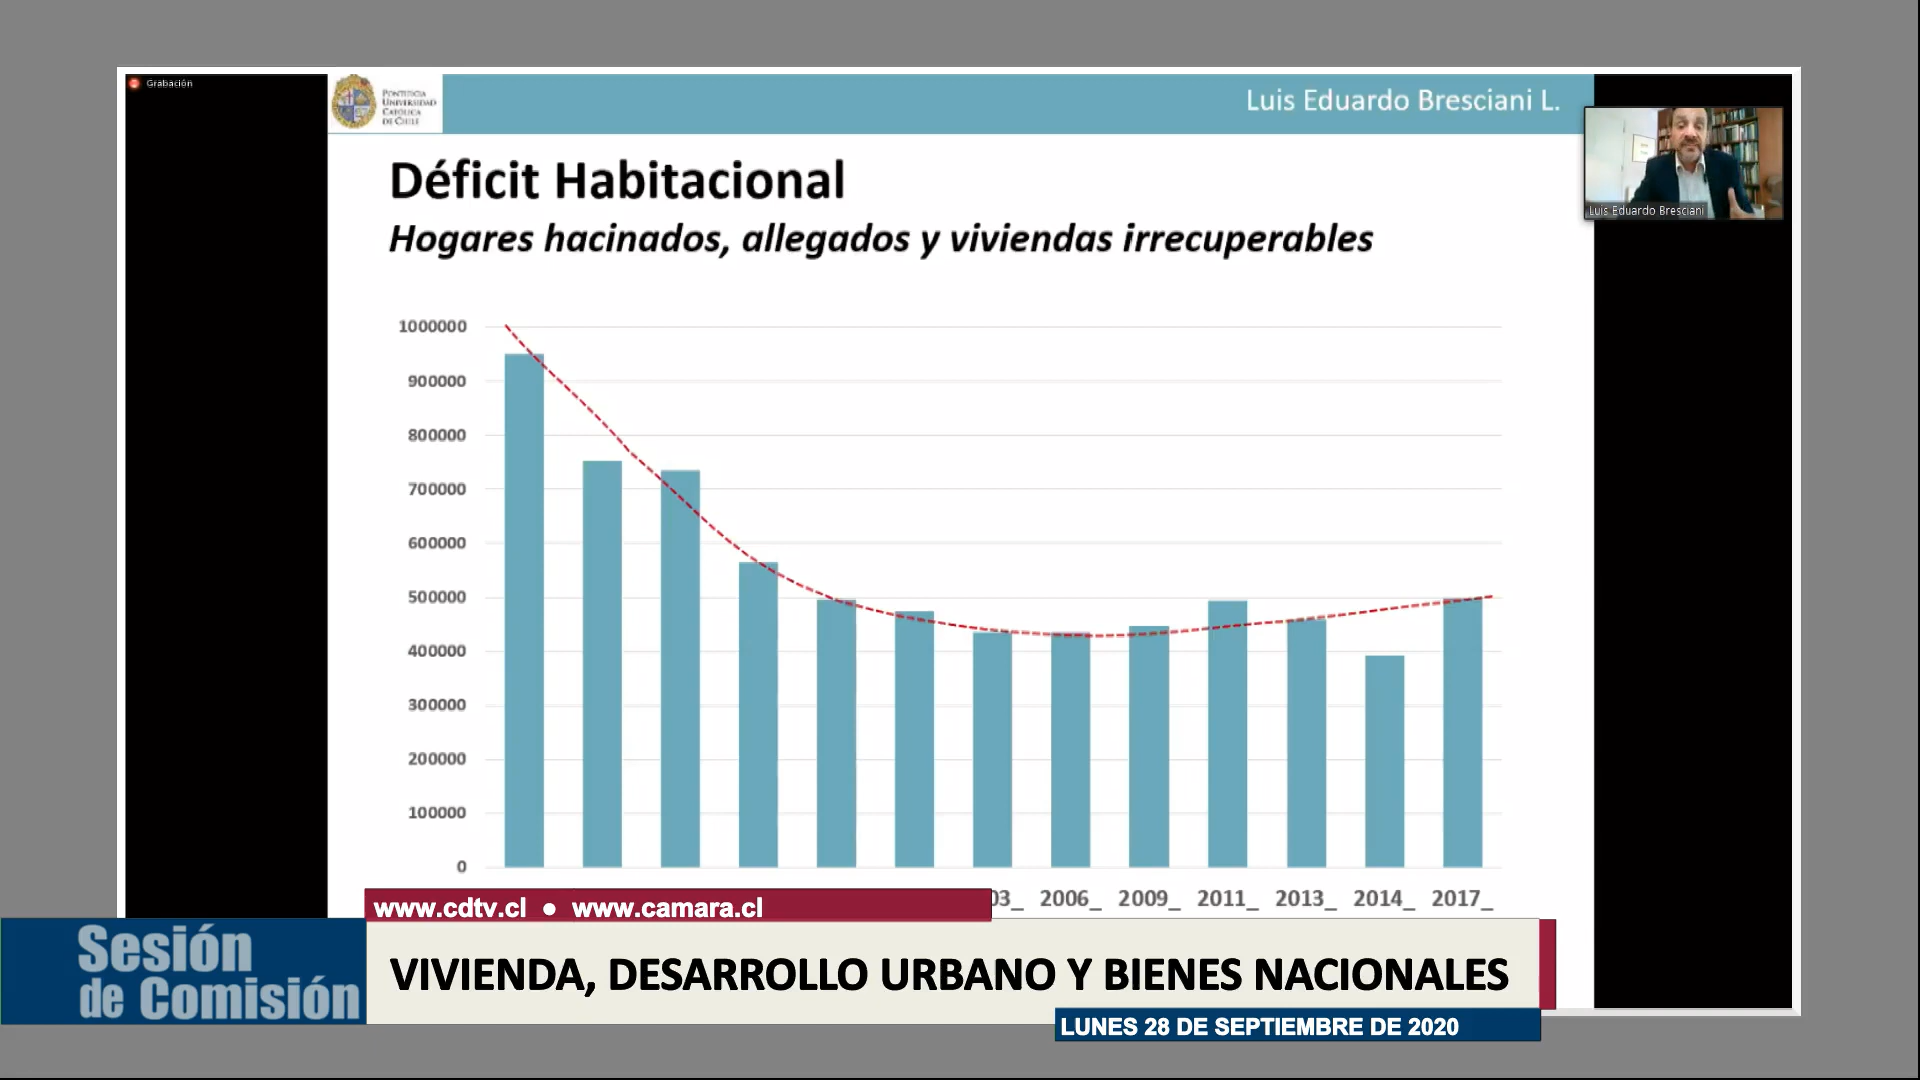 Grabación
PONTIFICIA
UNIVERSIDAD
CATÓLICA
DE CHILE
Luis Eduardo Bresciani L.
Luis Eduardo Bresciani
Déficit Habitacional
Hogares hacinados, allegados y viviendas irrecuperables
1000000
900000
800000
700000
600000
500000
400000
300000
200000
100000
0
03_ 2006_ 2009_ 2011_ 2013_ 2014_ 2017_
www.cdtv.cl ● www.camara.cl
Sesión
de Comisión
VIVIENDA, DESARROLLO URBANO Y BIENES NACIONALES
LUNES 28 DE SEPTIEMBRE DE 2020